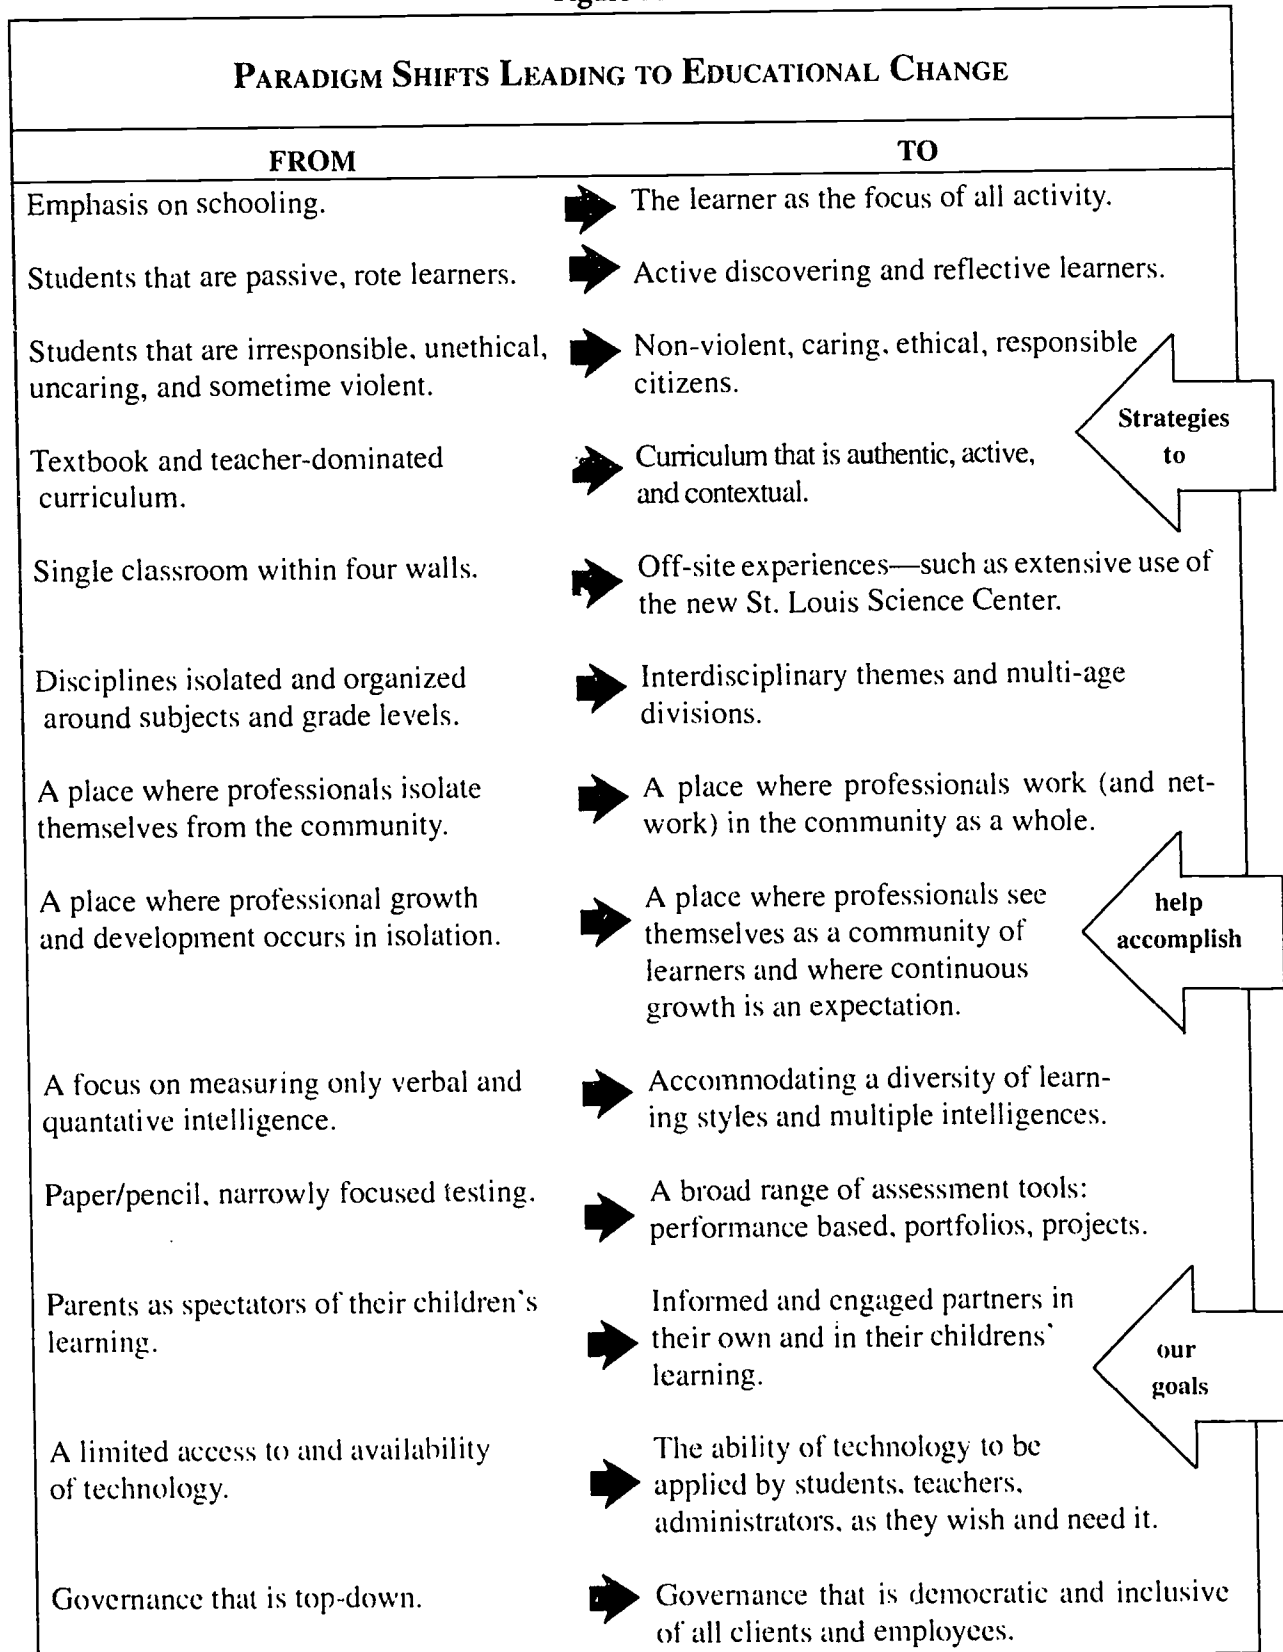 PARADIGM SHIFTS LEADING TO EDUCATIONAL CHANGE
FROM
TO
Emphasis on schooling.
The learner as the focus of all activity.
Students that are passive, rote learners.
Active discovering and reflective learners.
Students that are irresponsible, unethical,
uncaring, and sometime violent.
Non-violent, caring, ethical, responsible
citizens.
Strategies
to
Textbook and teacher-dominated
curriculum.
Curriculum that is authentic, active,
and contextual.
Single classroom within four walls.
Off-site experiences—such as extensive use of
the new St. Louis Science Center.
Disciplines isolated and organized
around subjects and grade levels.
Interdisciplinary themes and multi-age
divisions.
A place where professionals isolate
themselves from the community.
A place where professionals work (and net-
work) in the community as a whole.
A place where professional growth
and development occurs in isolation.
A place where professionals see
themselves as a community of
learners and where continuous
growth is an expectation.
help
accomplish
A focus on measuring only verbal and
quantative intelligence.
Accommodating a diversity of learn-
ing styles and multiple intelligences.
Paper/pencil, narrowly focused testing.
A broad range of assessment tools:
performance based, portfolios, projects.
Parents as spectators of their children's
learning.
Informed and engaged partners in
their own and in their childrens'
learning.
our
goals
A limited access to and availability
of technology.
The ability of technology to be
applied by students, teachers,
administrators, as they wish and need it.
Governance that is top-down.
Governance that is democratic and inclusive
of all clients and employees.